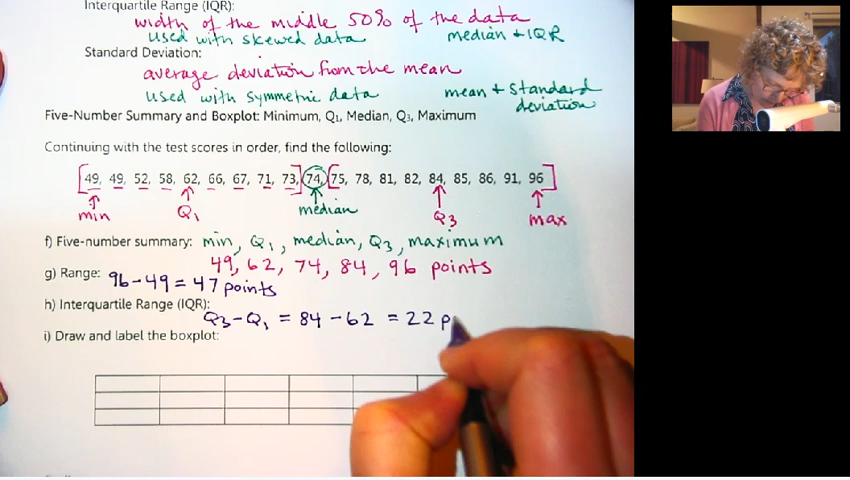 Interquartile Range (IQR):
width of the middle 50% of the data
used with skewed data median + IQR
Standard Deviation:
average deviation from the mean
used with symmetric data mean + standard deviation
Five-Number Summary and Boxplot: Minimum, Q1, Median, Q3, Maximum
Continuing with the test scores in order, find the following:
[49, 49, 52, 58, 62, 66, 67, 71, 73,] 74, [75, 78, 81, 82, 84, 85, 86, 91, 96]
min Q1 median Q3 max
f) Five-number summary: min, Q1, median, Q3, maximum
49, 62, 74, 84, 96 points
g) Range: 96-49 = 47 points
h) Interquartile Range (IQR):
Q3-Q1 = 84-62 = 22 p
i) Draw and label the boxplot: